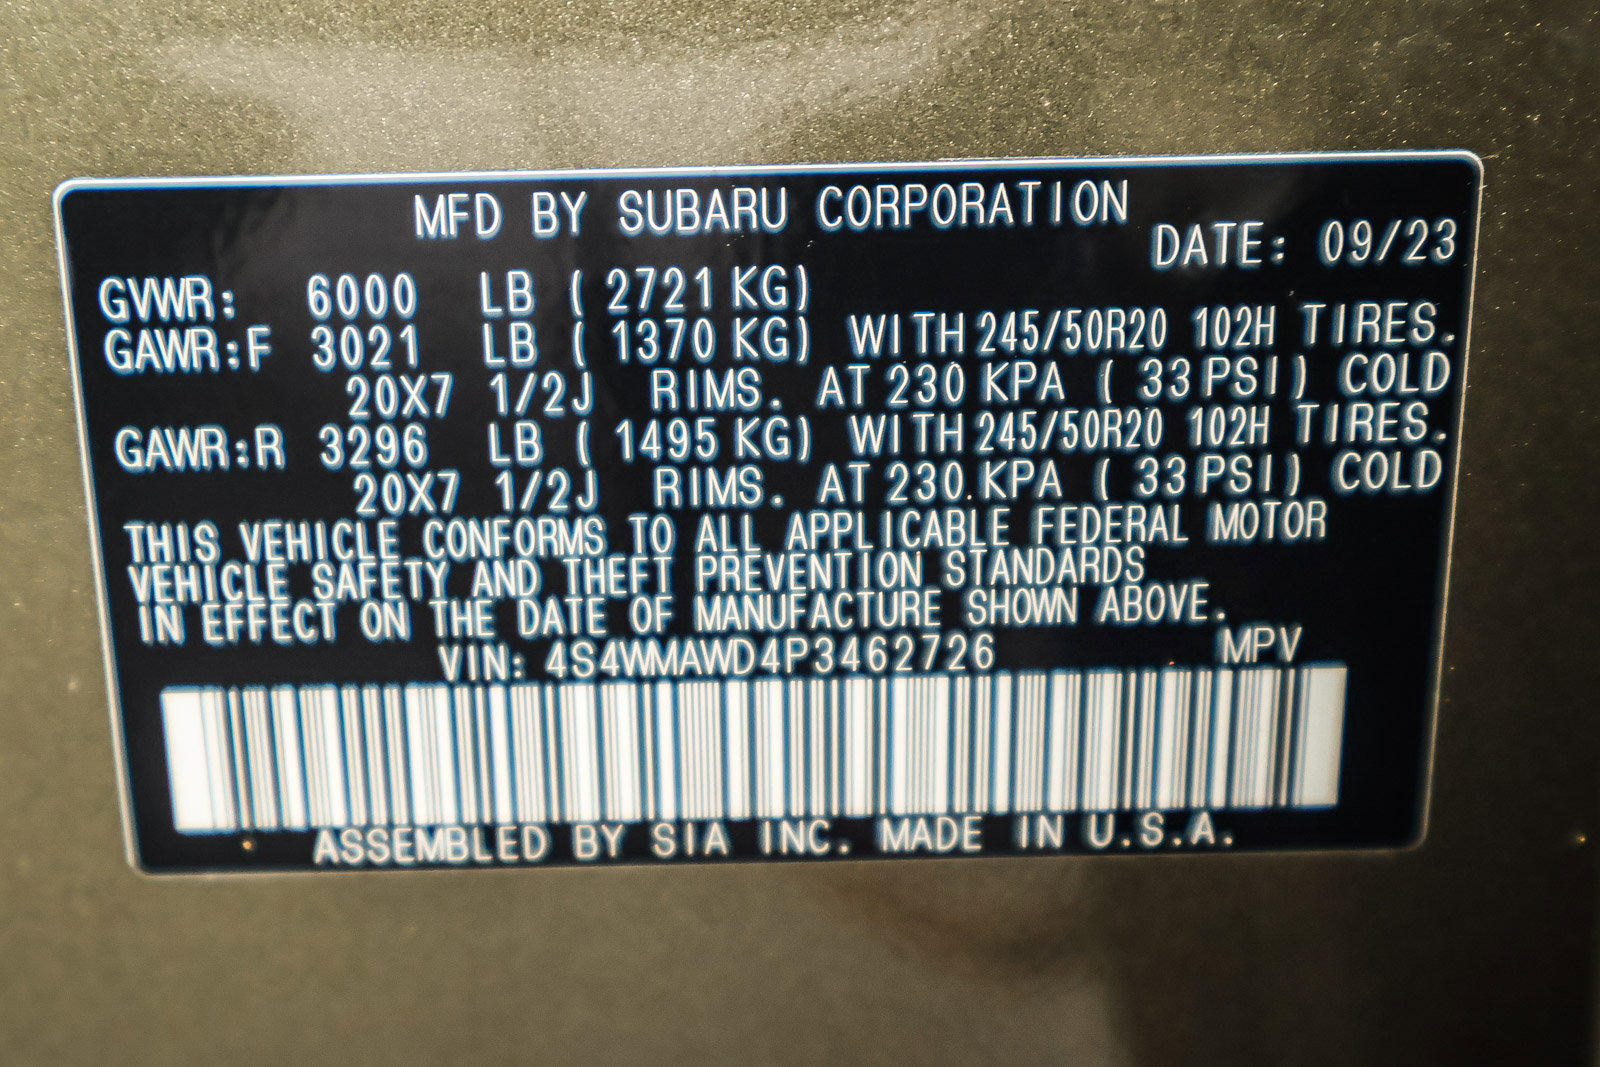 MFD BY SUBARU CORPORATION
DATE: 09/23
GVWR: 6000 LB ( 2721 KG)
GAWR:F 3021 LB ( 1370 KG) WITH 245/50R20 102H TIRES.
20X7 1/2J RIMS. AT 230 KPA ( 33 PSI) COLD
GAWR:R 3296 LB ( 1495 KG) WITH 245/50R20 102H TIRES.
20X7 1/2J RIMS. AT 230 KPA ( 33 PSI) COLD
THIS VEHICLE CONFORMS TO ALL APPLICABLE FEDERAL MOTOR
VEHICLE SAFETY AND THEFT PREVENTION STANDARDS
IN EFFECT ON THE DATE OF MANUFACTURE SHOWN ABOVE.
VIN: 4S4WMAWD4P3462726 MPV
ASSEMBLED BY SIA INC. MADE IN U.S.A.